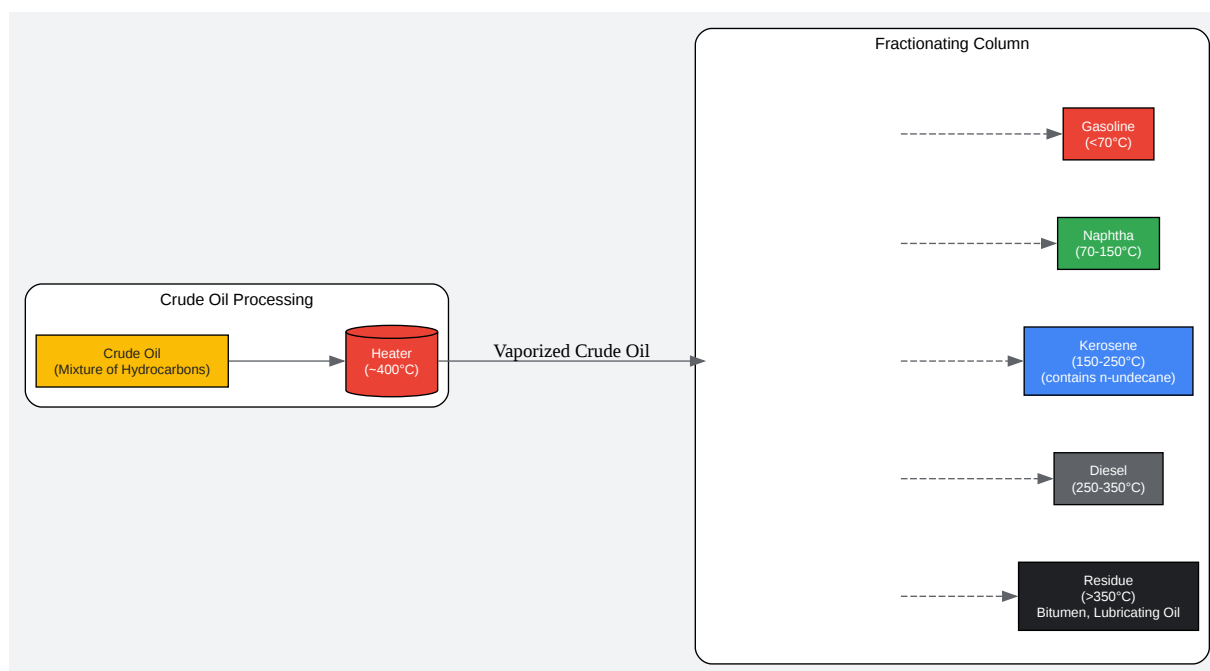 Fractionating Column
Gasoline
(<70°C)
Naphtha
(70-150°C)
Crude Oil Processing
Crude Oil
(Mixture of Hydrocarbons)
Heater
(~400°C)
Vaporized Crude Oil
Kerosene
(150-250°C)
(contains n-undecane)
Diesel
(250-350°C)
Residue
(>350°C)
Bitumen, Lubricating Oil